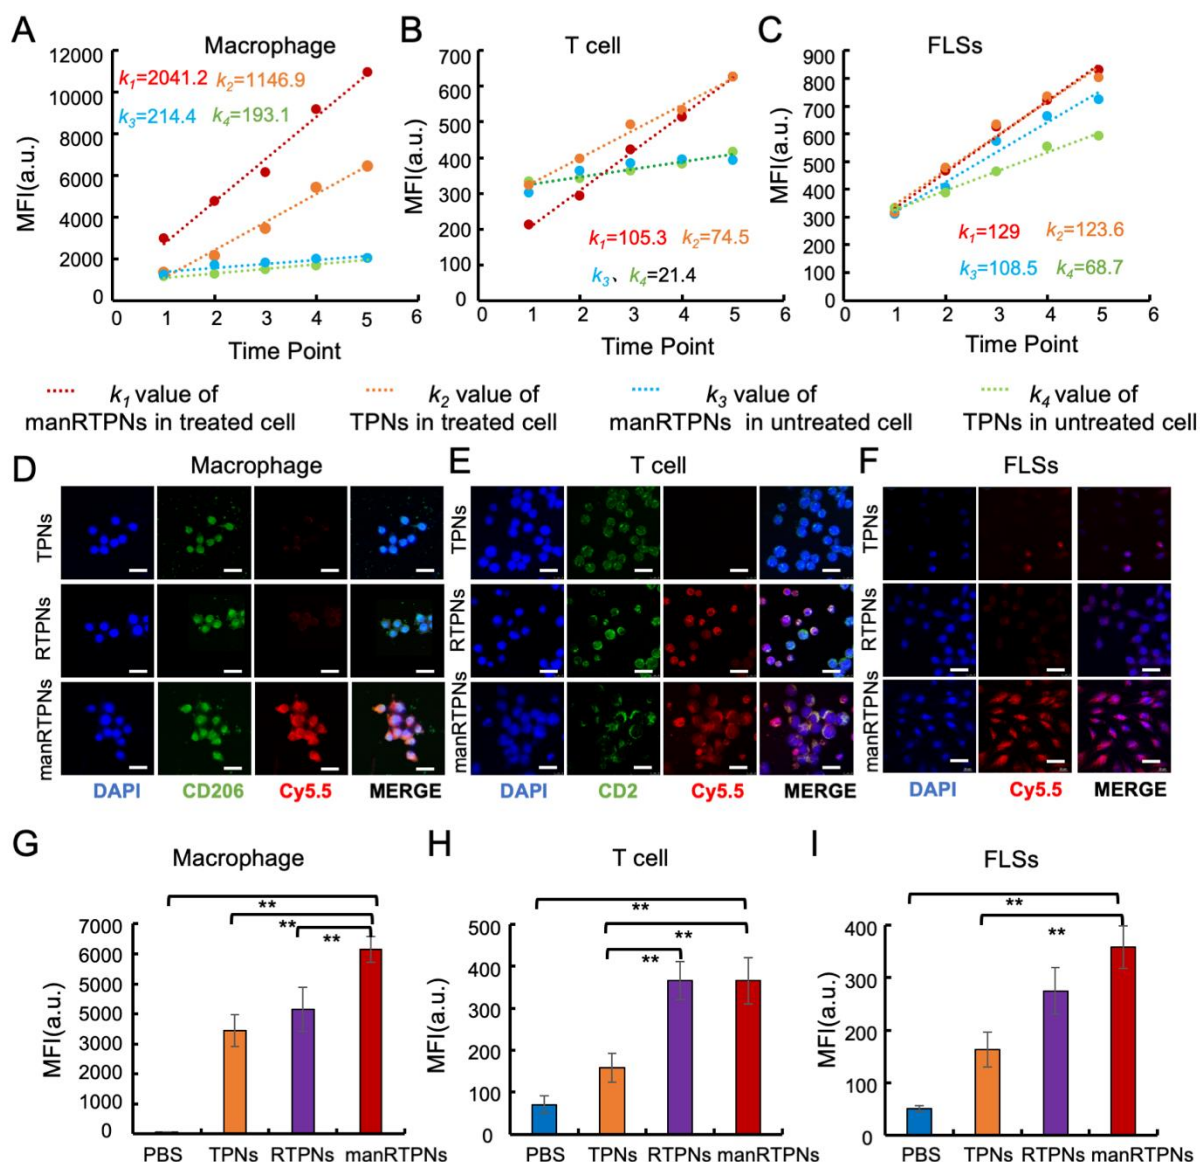 A
Macrophage
MFI(a.u.)
12000
10000
8000
6000
4000
2000
0
k1=2041.2 k2=1146.9
k3=214.4 k4=193.1
0 1 2 3 4 5 6
Time Point
B
T cell
MFI(a.u.)
700
600
500
400
300
200
100
0
k1=105.3 k2=74.5
k3、 k4=21.4
0 1 2 3 4 5 6
Time Point
C
FLSs
MFI(a.u.)
900
800
700
600
500
400
300
200
100
0
k1=129 k2=123.6
k3=108.5 k4=68.7
0 1 2 3 4 5 6
Time Point
k1 value of
manRTPNs in treated cell
k2 value of
TPNs in treated cell
k3 value of
manRTPNs in untreated cell
k4 value of
TPNs in untreated cell
D
Macrophage
TPNs
RTPNs
manRTPNs
DAPI CD206 Cy5.5 MERGE
E
T cell
TPNs
RTPNs
manRTPNs
DAPI CD2 Cy5.5 MERGE
F
FLSs
TPNs
RTPNs
manRTPNs
DAPI Cy5.5 MERGE
G
Macrophage
MFI(a.u.)
**
**
**
7000
6000
5000
4000
3000
2000
1000
0
PBS TPNs RTPNs manRTPNs
H
T cell
MFI(a.u.)
**
**
**
500
400
300
200
100
0
PBS TPNs RTPNs manRTPNs
I
FLSs
MFI(a.u.)
**
**
400
300
200
100
0
PBS TPNs RTPNs manRTPNs